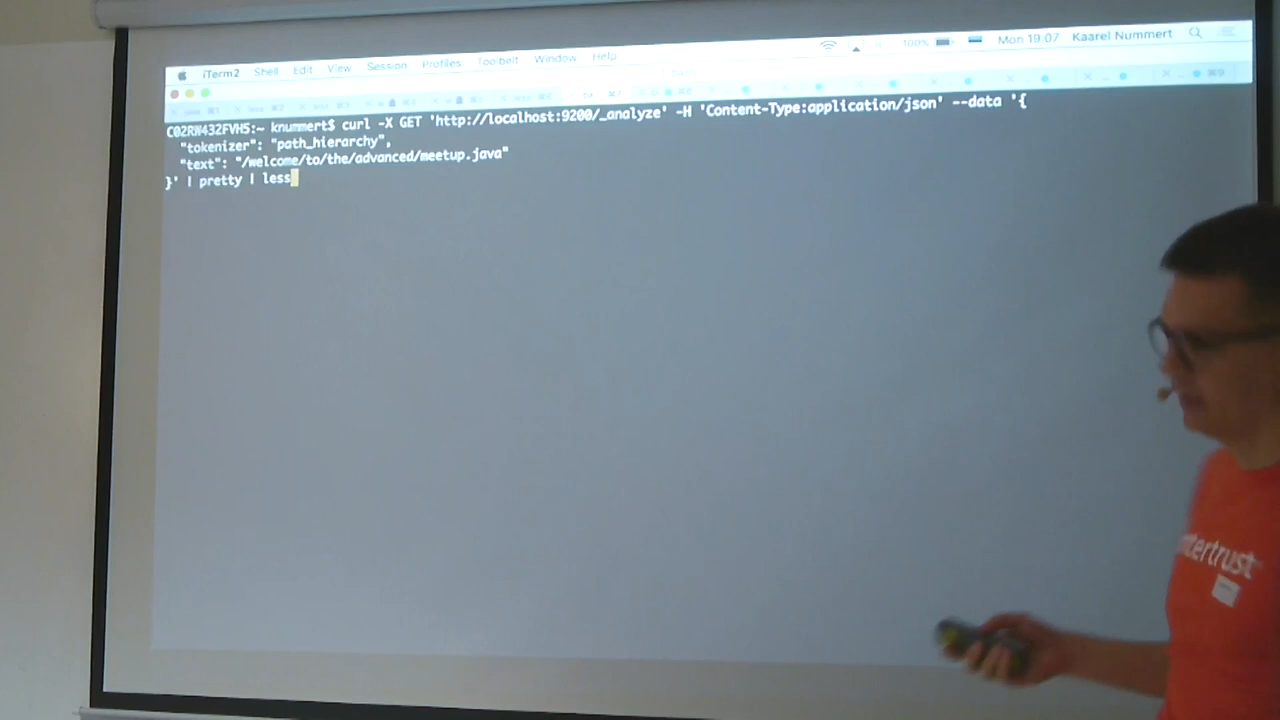 iTerm2 Shell Edit View Session Profiles Toolbelt Window Help 100% Mon 19:07 Kaarel Nummert
C02RW432FVH5:~ knummert$ curl -X GET 'http://localhost:9200/_analyze' -H 'Content-Type:application/json' --data '{
"tokenizer": "path_hierarchy",
"text": "/welcome/to/the/advanced/meetup.java"
}' | pretty | less
ntertrust